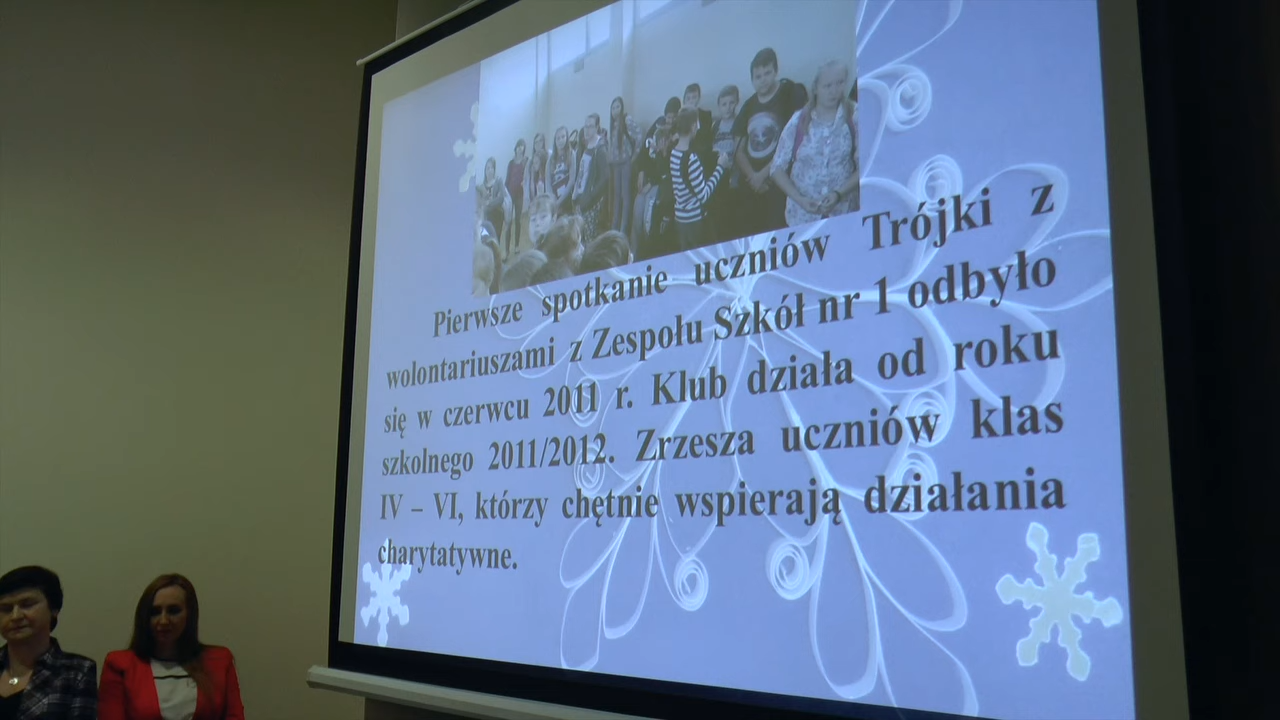 Pierwsze spotkanie uczniów Trójki z
wolontariuszami z Zespołu Szkół nr 1 odbyło
się w czerwcu 2011 r. Klub działa od roku
szkolnego 2011/2012. Zrzesza uczniów klas
IV – VI, którzy chętnie wspierają działania
charytatywne.